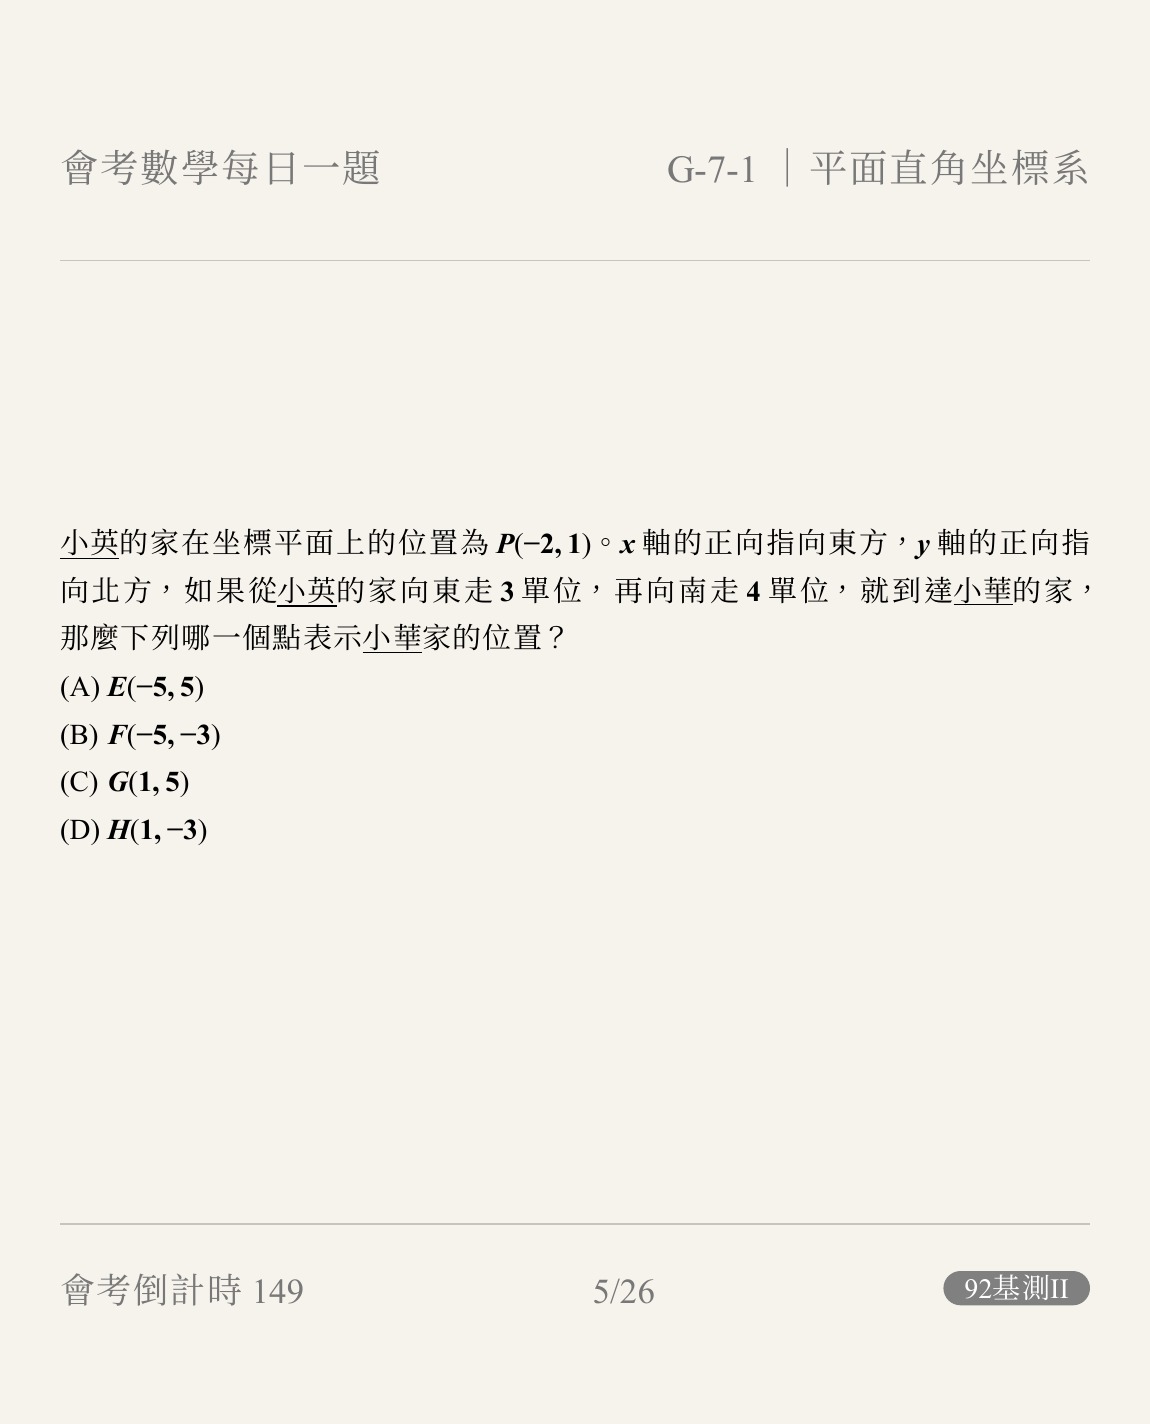 會考數學每日一題
G-7-1 ｜平面直角坐標系
小英的家在坐標平面上的位置為 P(−2, 1)。x 軸的正向指向東方，y 軸的正向指
向北方，如果從小英的家向東走 3 單位，再向南走 4 單位，就到達小華的家，
那麼下列哪一個點表示小華家的位置？
(A) E(−5, 5)
(B) F(−5, −3)
(C) G(1, 5)
(D) H(1, −3)
會考倒計時 149
5/26
92基測II